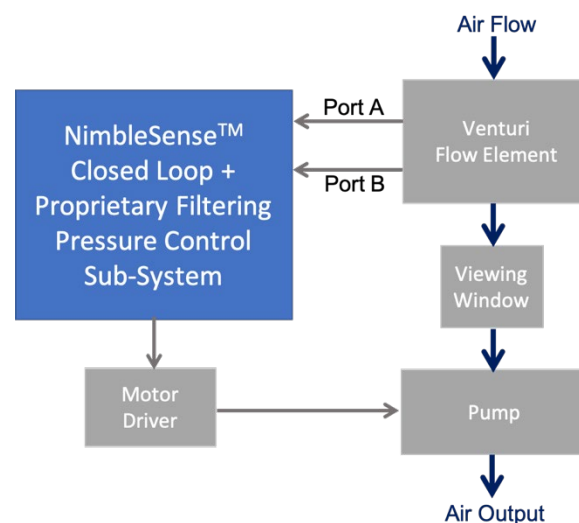 Air Flow
NimbleSense™
Closed Loop +
Proprietary Filtering
Pressure Control
Sub-System
Port A
Port B
Venturi
Flow Element
Viewing
Window
Motor
Driver
Pump
Air Output